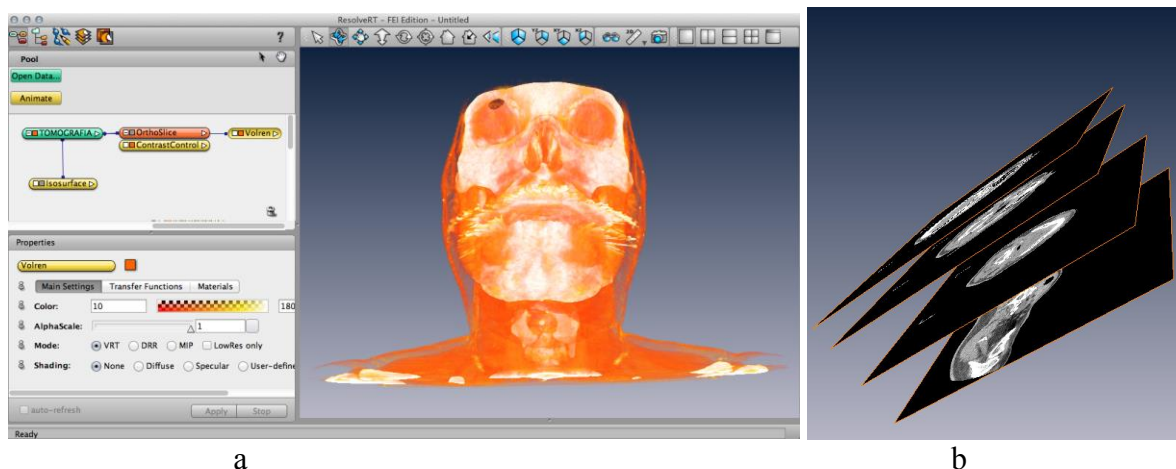 ResolveRT - FEI Edition - Untitled
?
Pool
Open Data...
Animate
TOMOGRAFIA
OrthoSlice
Volren
ContrastControl
Isosurface
Properties
Volren
Main Settings Transfer Functions Materials
Color: 10 180
AlphaScale: 1
Mode: VRT DRR MIP LowRes only
Shading: None Diffuse Specular User-define
auto-refresh Apply Stop
Ready
a b